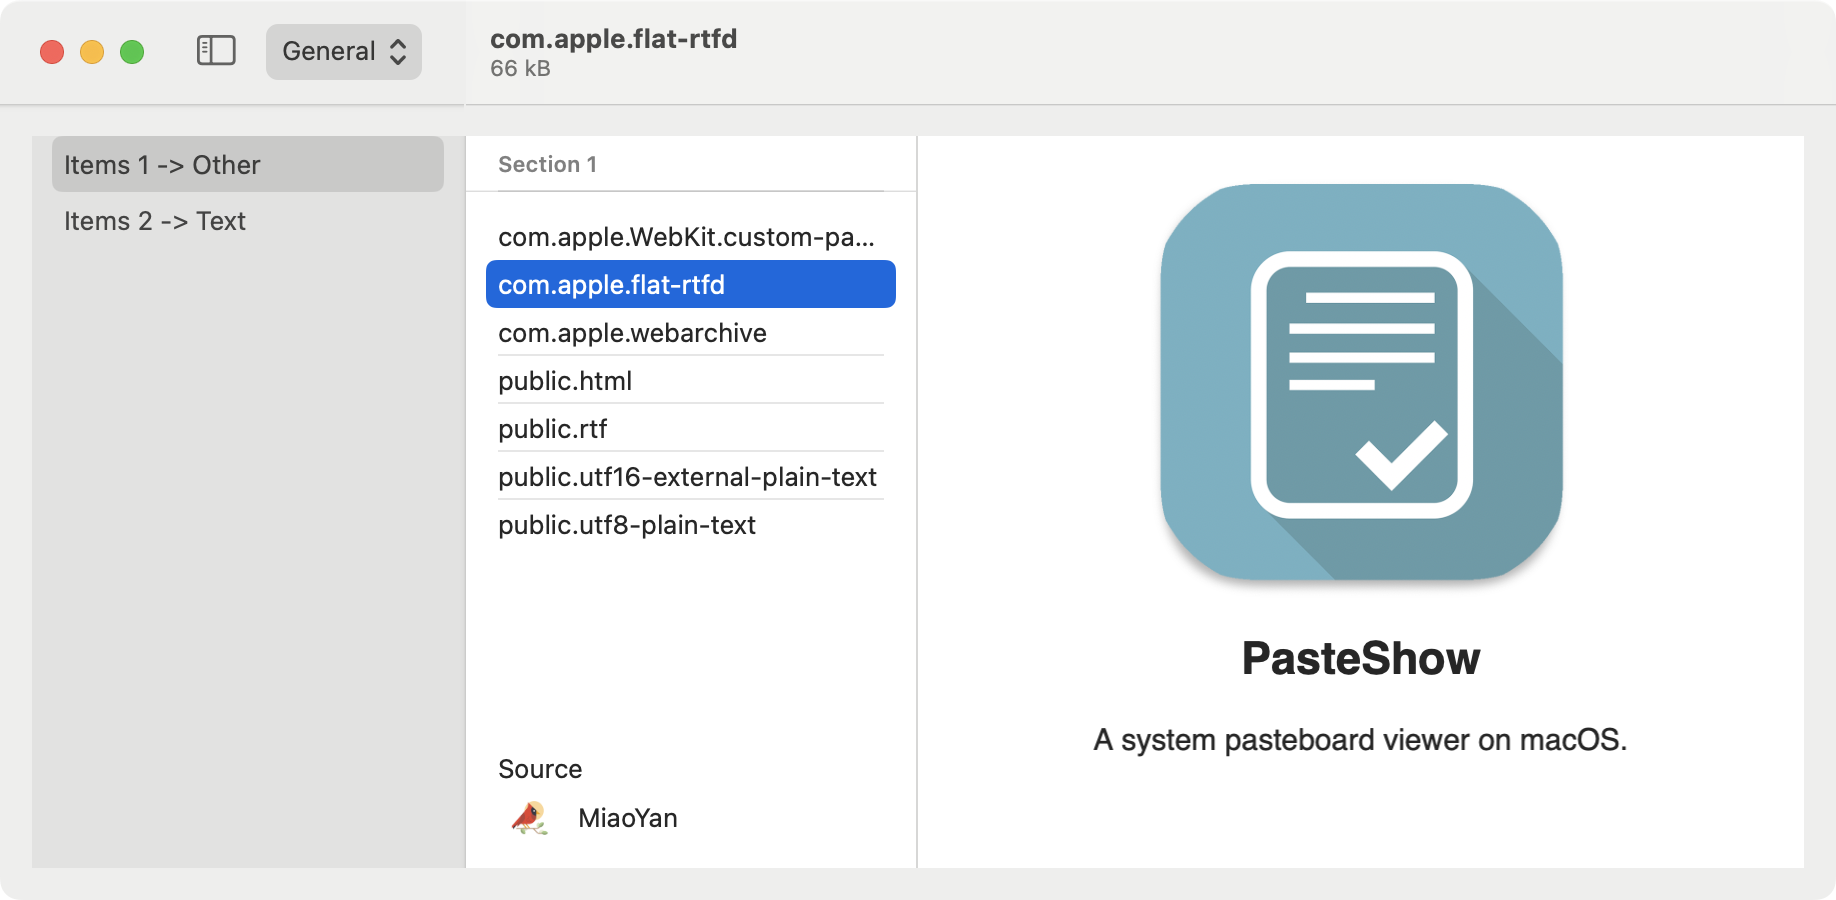 General
com.apple.flat-rtfd
66 kB
Items 1 -> Other
Items 2 -> Text
Section 1
com.apple.WebKit.custom-pa...
com.apple.flat-rtfd
com.apple.webarchive
public.html
public.rtf
public.utf16-external-plain-text
public.utf8-plain-text
Source
MiaoYan
PasteShow
A system pasteboard viewer on macOS.